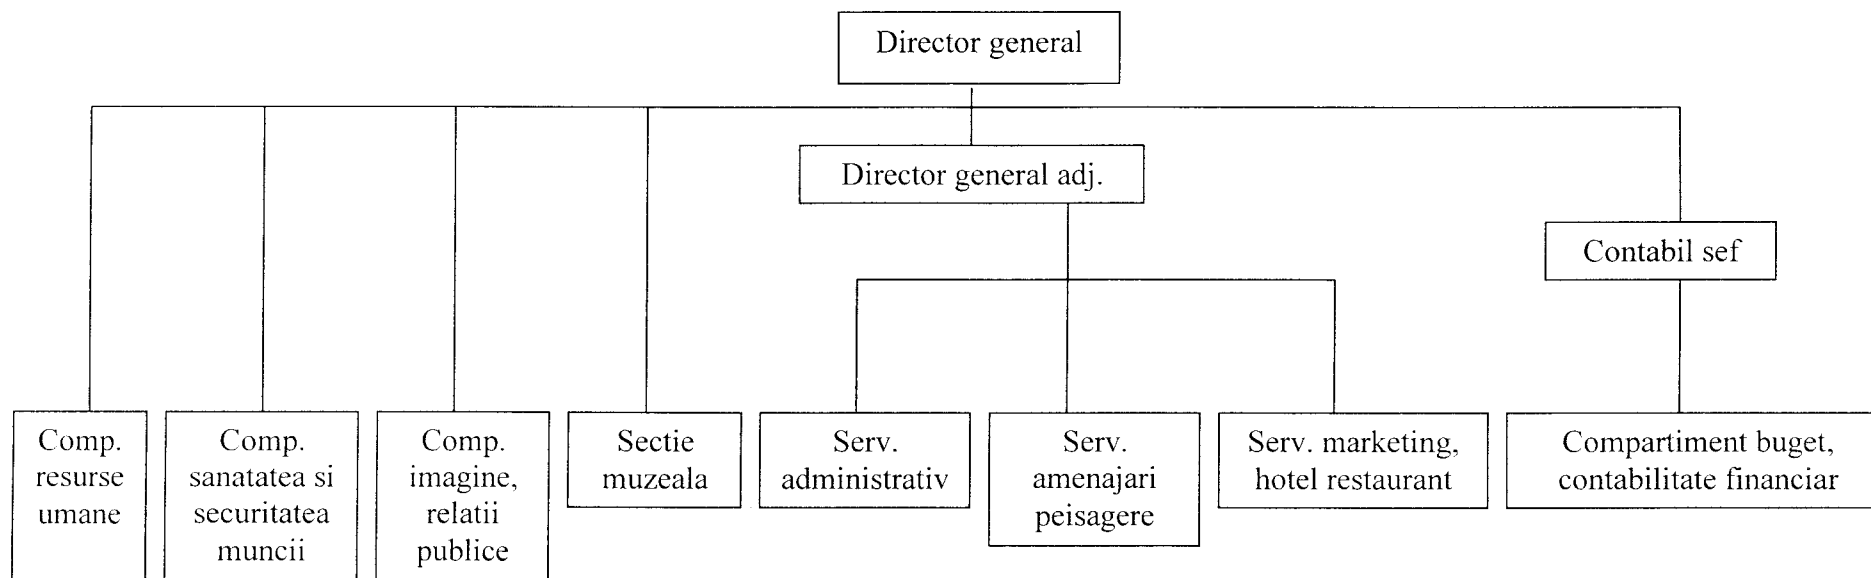 Director general
Director general adj.
Contabil sef
Comp.
resurse
umane
Comp.
sanatatea si
securitatea
muncii
Comp.
imagine,
relatii
publice
Sectie
muzeala
Serv.
administrativ
Serv.
amenajari
peisagere
Serv. marketing,
hotel restaurant
Compartiment buget,
contabilitate financiar